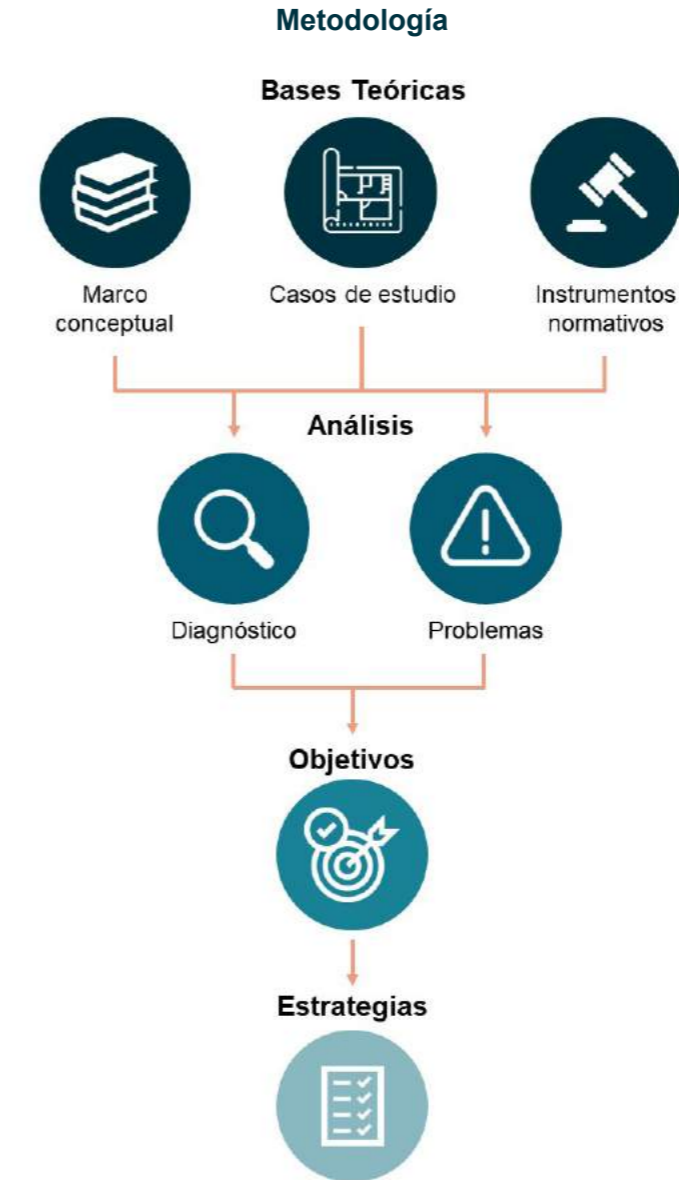 Metodología
Bases Teóricas
Marco
conceptual
Casos de estudio
Instrumentos
normativos
Análisis
Diagnóstico
Problemas
Objetivos
Estrategias